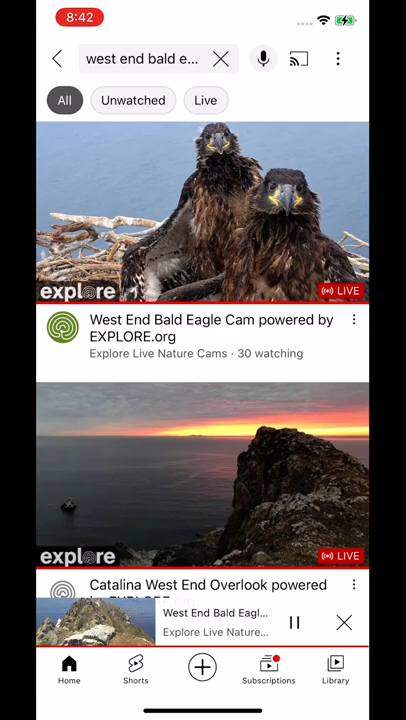 8:42
west end bald e...
All
Unwatched
Live
explore
LIVE
West End Bald Eagle Cam powered by
EXPLORE.org
Explore Live Nature Cams · 30 watching
explore
LIVE
Catalina West End Overlook powered
West End Bald Eagl...
Explore Live Nature...
Home
Shorts
Subscriptions
Library